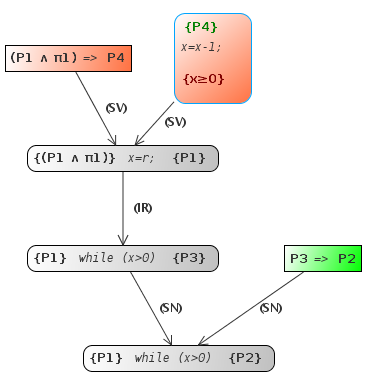 {P4}
x=x-1;
{x≥0}
(P1 ∧ π1) => P4
(SV)
(SV)
{(P1 ∧ π1)} x=r; {P1}
(IR)
{P1} while (x>0) {P3}
P3 => P2
(SN)
(SN)
{P1} while (x>0) {P2}